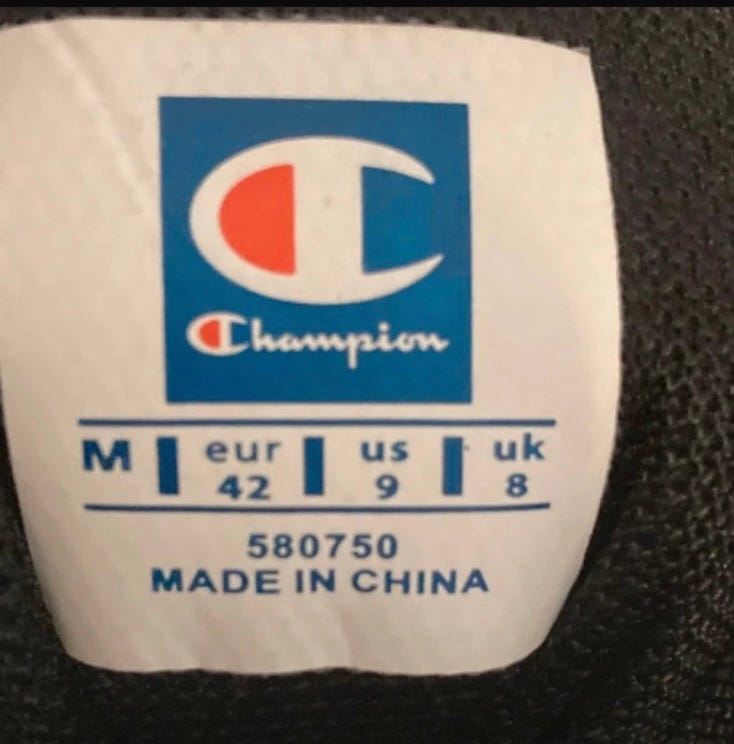 Champion
M eur us uk
42 9 8
580750
MADE IN CHINA